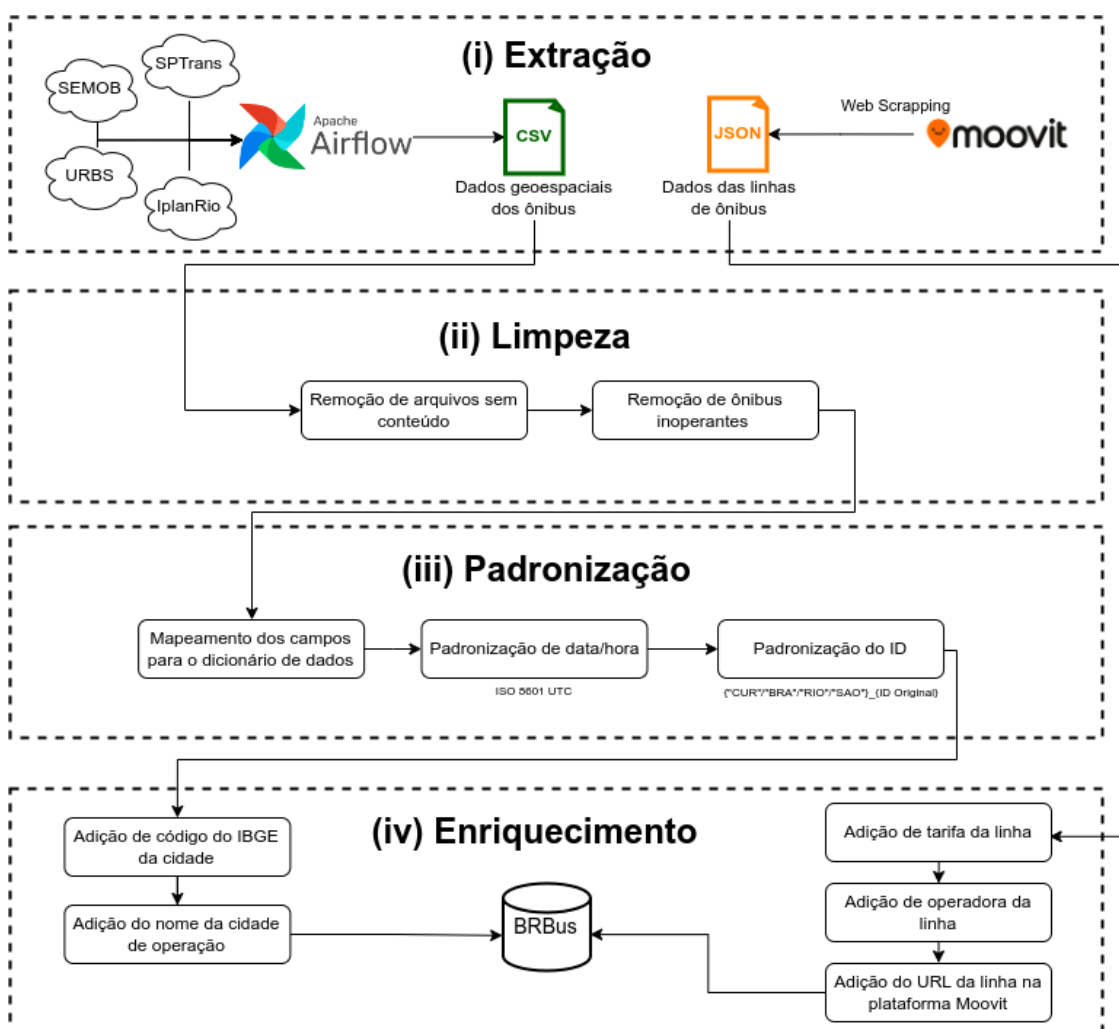 (i) Extração
SPTrans
SEMOB
URBS
IplanRio
Apache
Airflow
CSV
Dados geoespaciais
dos ônibus
JSON
Dados das linhas
de ônibus
Web Scrapping
moovit
(ii) Limpeza
Remoção de arquivos sem
conteúdo
Remoção de ônibus
inoperantes
(iii) Padronização
Mapeamento dos campos
para o dicionário de dados
Padronização de data/hora
ISO 8601 UTC
Padronização do ID
{"CUR"/"BRA"/"RIO"/"SAO"}_{ID Original}
(iv) Enriquecimento
Adição de código do IBGE
da cidade
Adição do nome da cidade
de operação
BRBus
Adição de tarifa da linha
Adição de operadora da
linha
Adição do URL da linha na
plataforma Moovit